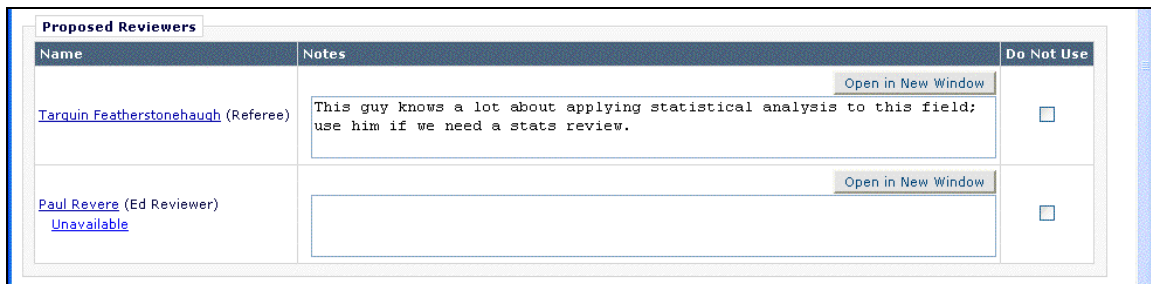 Proposed Reviewers
Name Notes Do Not Use
Open in New Window
Tarquin Featherstonehaugh (Referee)
This guy knows a lot about applying statistical analysis to this field;
use him if we need a stats review.
Open in New Window
Paul Revere (Ed Reviewer)
Unavailable